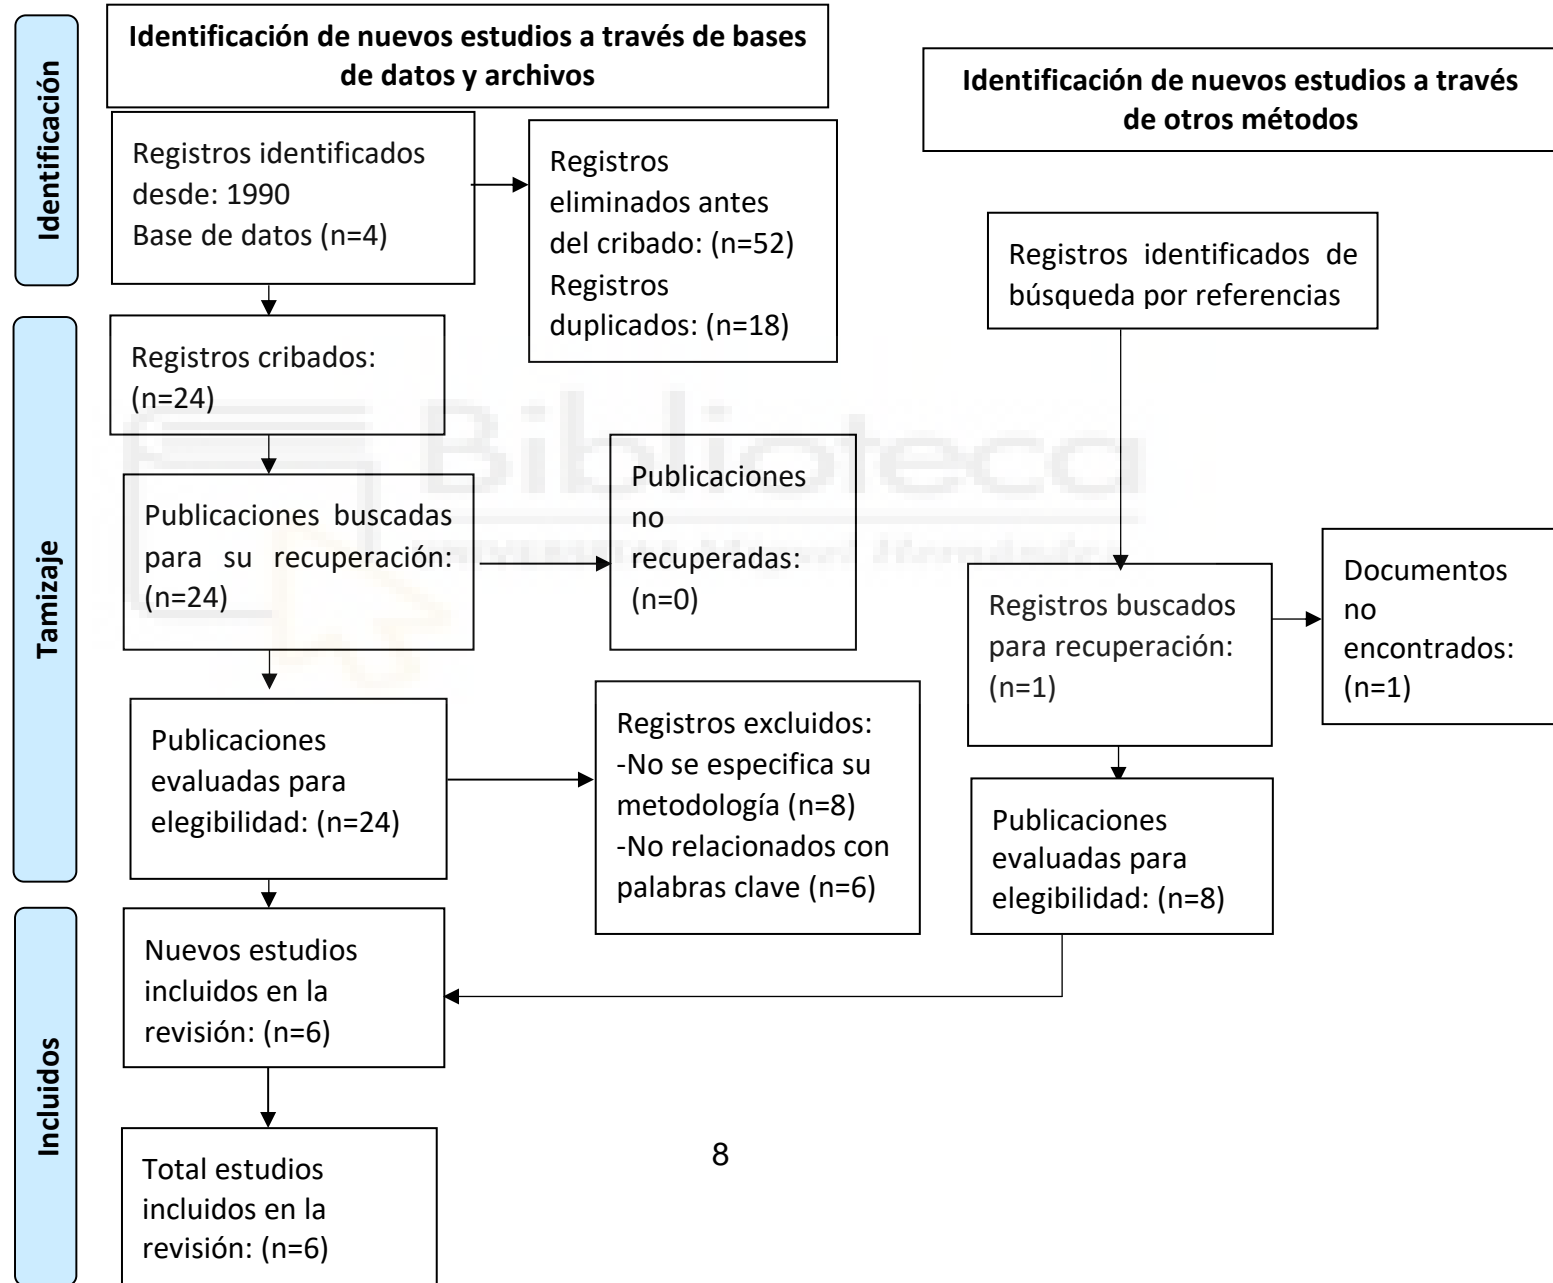 Identificación
Identificación de nuevos estudios a través de bases
de datos y archivos
Identificación de nuevos estudios a través
de otros métodos
Registros identificados
desde: 1990
Base de datos (n=4)
Registros
eliminados antes
del cribado: (n=52)
Registros
duplicados: (n=18)
Registros identificados de
búsqueda por referencias
Tamizaje
Registros cribados:
(n=24)
Publicaciones buscadas
para su recuperación:
(n=24)
Publicaciones
no
recuperadas:
(n=0)
Registros buscados
para recuperación:
(n=1)
Documentos
no
encontrados:
(n=1)
Publicaciones
evaluadas para
elegibilidad: (n=24)
Registros excluidos:
-No se especifica su
metodología (n=8)
-No relacionados con
palabras clave (n=6)
Publicaciones
evaluadas para
elegibilidad: (n=8)
Incluidos
Nuevos estudios
incluidos en la
revisión: (n=6)
Total estudios
incluidos en la
revisión: (n=6)
8
Biblioteca
Miguel Hernández